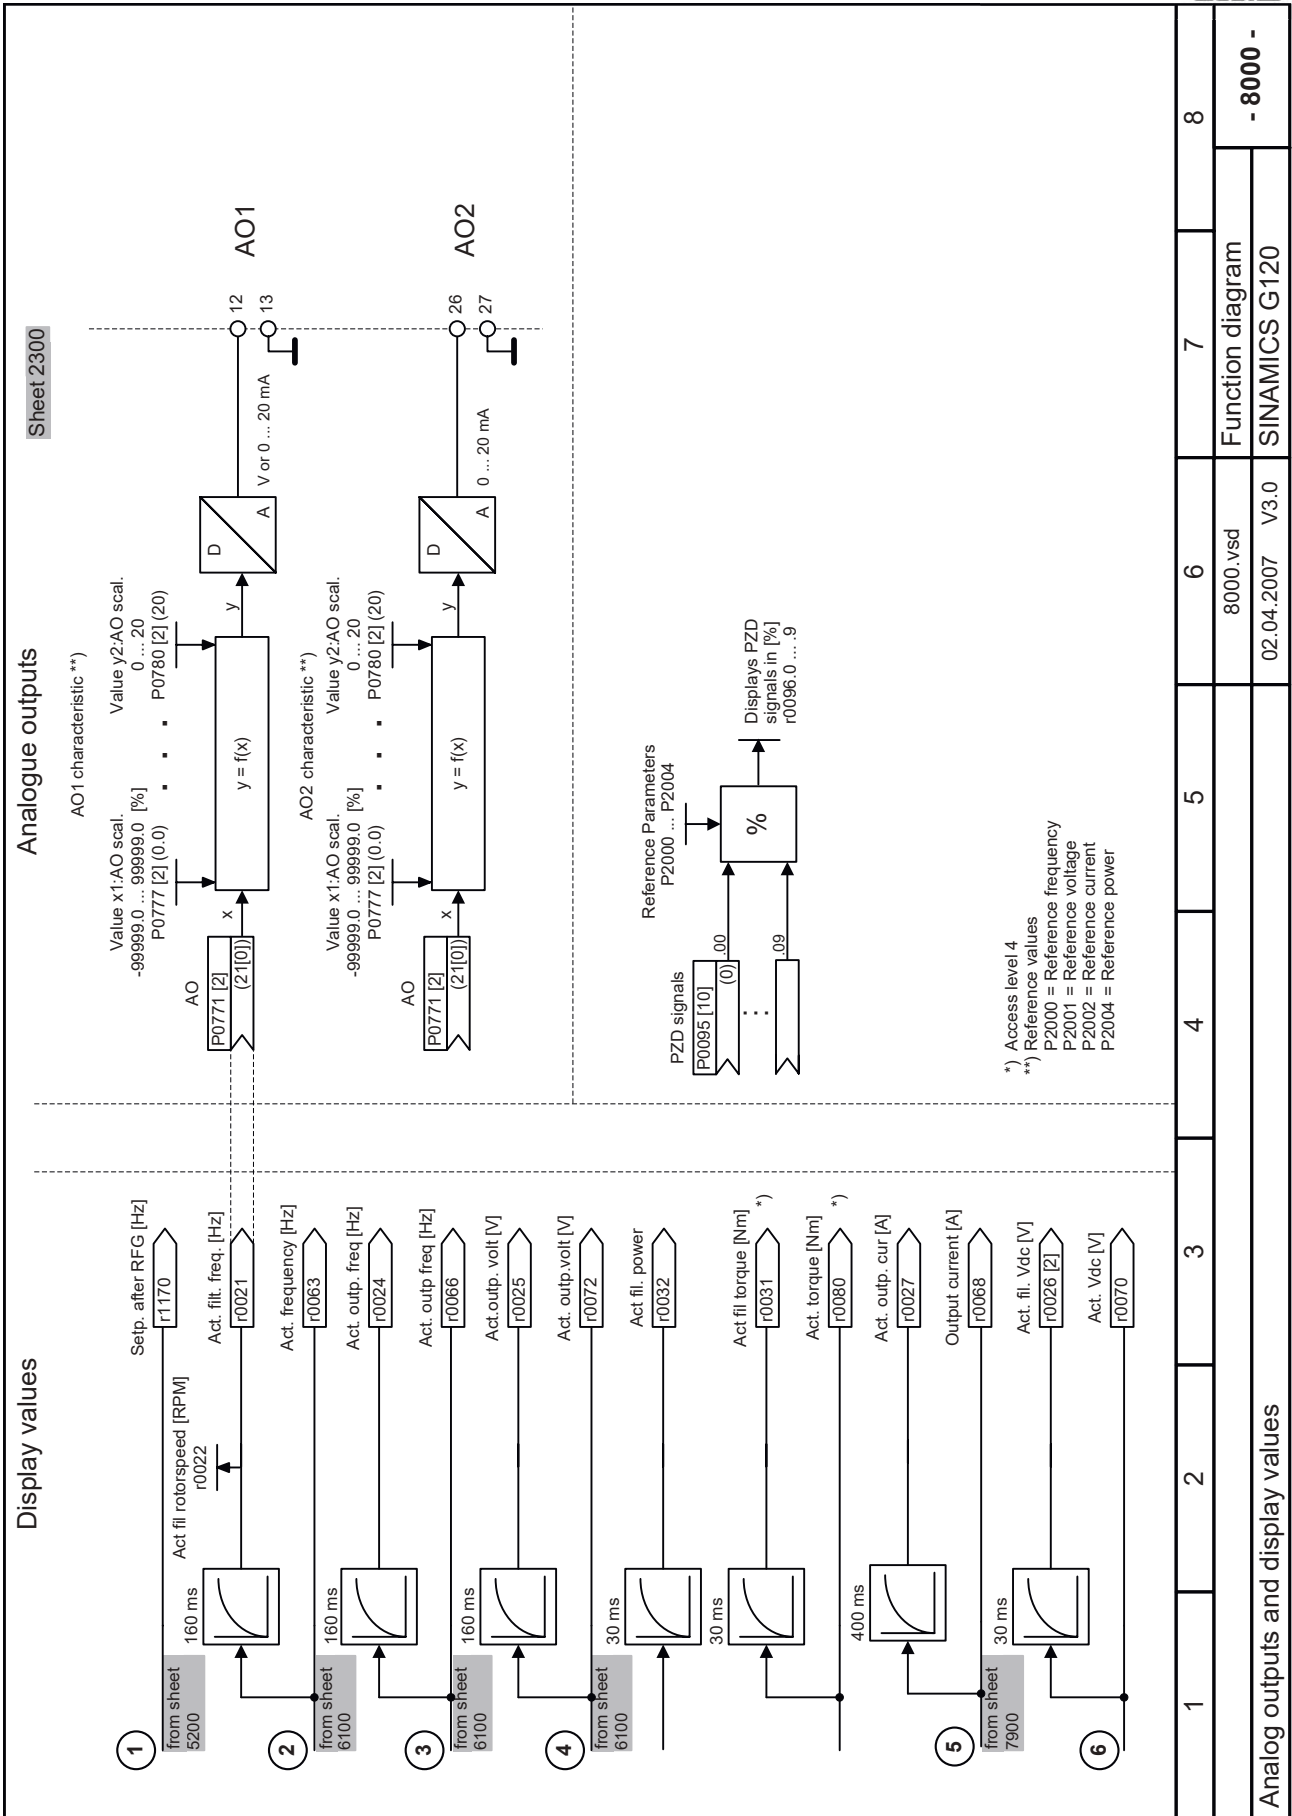 Display values
Analogue outputs
Sheet 2300
1
from sheet
5200
Setp. after RFG [Hz]
r1170
160 ms
Act fil rotorspeed [RPM]
r0022
Act. filt. freq. [Hz]
r0021
2
from sheet
6100
Act. frequency [Hz]
r0063
160 ms
Act. outp. freq [Hz]
r0024
3
from sheet
6100
Act. outp freq [Hz]
r0066
160 ms
Act.outp. volt [V]
r0025
4
from sheet
6100
Act. outp.volt [V]
r0072
30 ms
Act fil. power
r0032
30 ms
Act fil torque [Nm]
r0031
*)
Act. torque [Nm]
r0080
*)
400 ms
Act. outp. cur [A]
r0027
5
from sheet
7900
Output current [A]
r0068
30 ms
Act. fil. Vdc [V]
r0026 [2]
6
Act. Vdc [V]
r0070
AO1 characteristic **)
Value x1:AO scal.
-99999.0 ... 99999.0 [%]
P0777 [2] (0.0)
. . .
Value y2:AO scal.
0 ... 20
P0780 [2] (20)
AO
P0771 [2]
(21[0])
x
y = f(x)
y
D
A
V or 0 ... 20 mA
12
13
AO1
AO2 characteristic **)
Value x1:AO scal.
-99999.0 ... 99999.0 [%]
P0777 [2] (0.0)
. . .
Value y2:AO scal.
0 ... 20
P0780 [2] (20)
AO
P0771 [2]
(21[0])
x
y = f(x)
y
D
A
0 ... 20 mA
26
27
AO2
Reference Parameters
P2000 ... P2004
PZD signals
P0095 [10]
(0)
.00
. . .
.09
%
Displays PZD
signals in [%]
r0096.0 ... .9
*) Access level 4
**) Reference values
P2000 = Reference frequency
P2001 = Reference voltage
P2002 = Reference current
P2004 = Reference power
1 2 3 4 5 6 7 8
8000.vsd
Function diagram
- 8000 -
Analog outputs and display values
02.04.2007 V3.0
SINAMICS G120